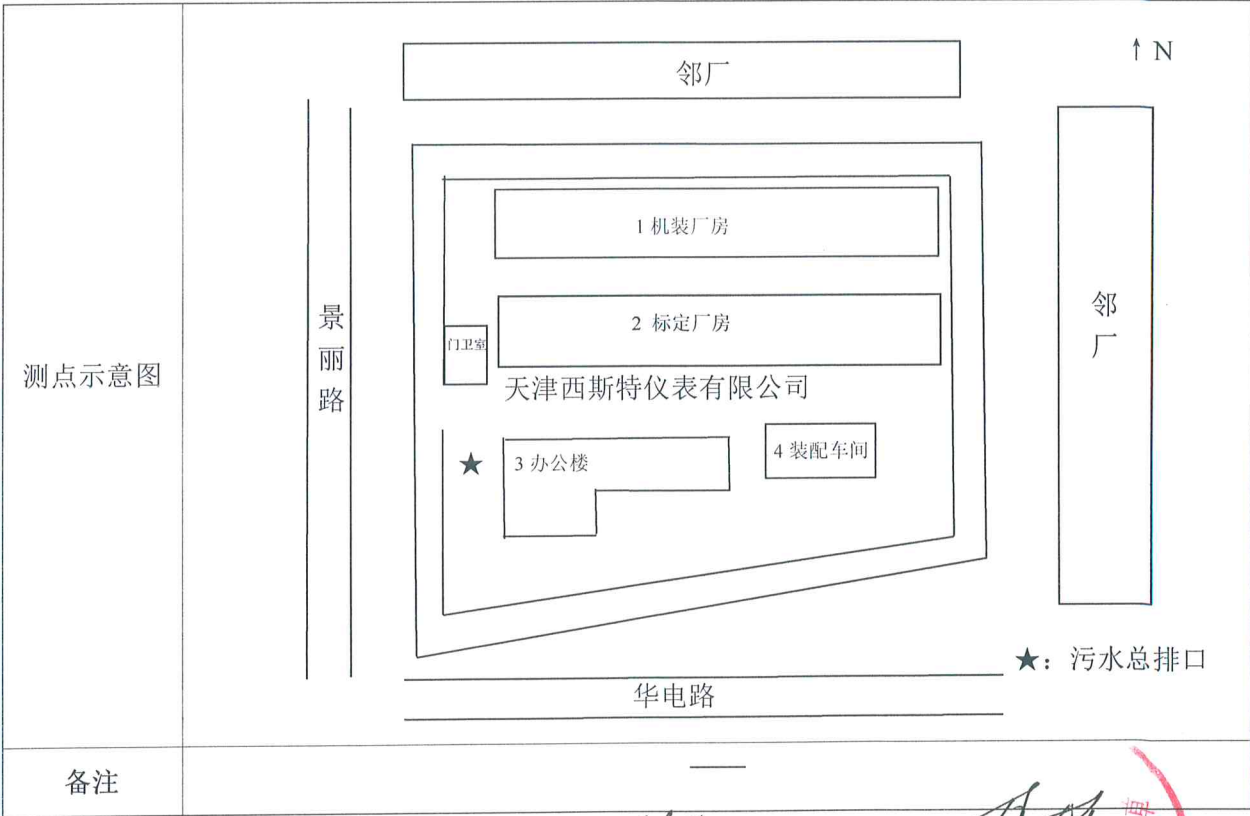 邻厂
↑ N
1 机装厂房
景丽路
2 标定厂房
邻厂
门卫室
测点示意图
天津西斯特仪表有限公司
★
3 办公楼
4 装配车间
★：污水总排口
华电路
备注
——